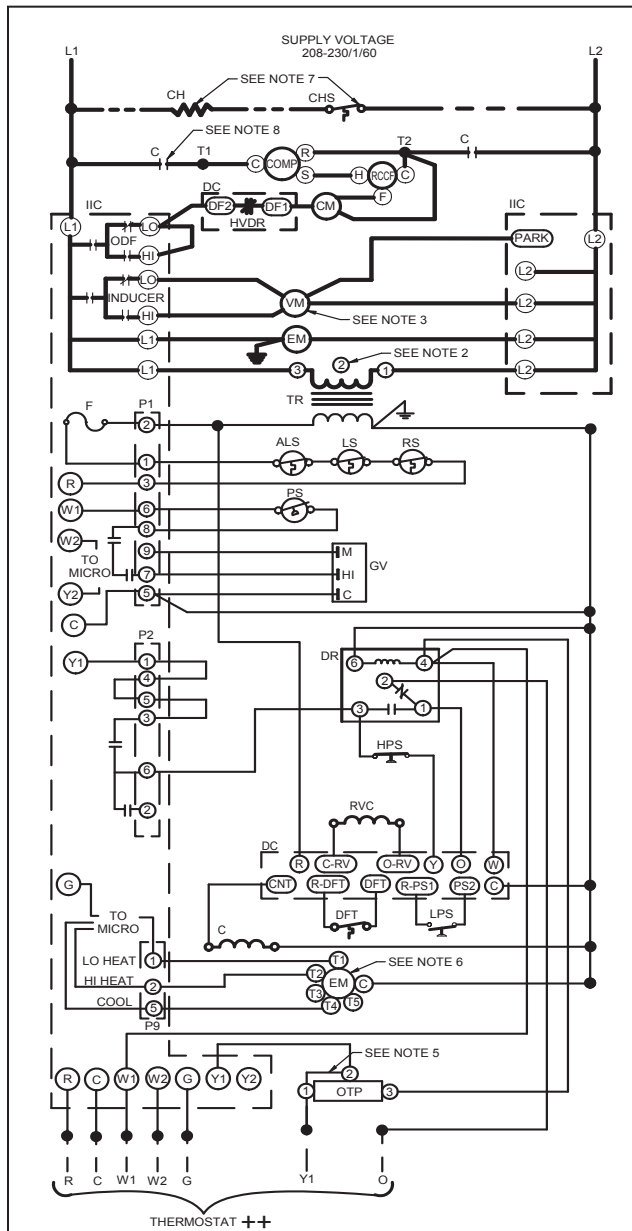 SUPPLY VOLTAGE
L1 208-230/1/60 L2
CH SEE NOTE 7 CHS
SEE NOTE 8
C T1 C COMP R T2 C
S H RCCF C
F
DC
DF2 DF1 CM
HVDR
IIC IIC
L1 LO L2
ODF PARK
HI
LO L2
INDUCER
HI VM L2
SEE NOTE 3
L1 EM L2
SEE NOTE 2
L1 3 2 1 L2
TR
F P1
2
ALS LS RS
1
R 3
W1 6 PS
W2 8
TO 9 M
MICRO GV
Y2 7 HI
5 C
C
P2
Y1 1 DR 6 4
4 2
5
3 3 1
HPS
6
RVC
2
DC
R C-RV O-RV Y O W
CNT R-DFT DFT R-PS1 PS2 C
G
TO DFT LPS
MICRO C
LO HEAT 1 T1 SEE NOTE 6
HI HEAT 2 T2 EM C
T3 T5
COOL 5 T4
P9
SEE NOTE 5
R C W1 W2 G Y1 Y2 2
1 OTP 3
R C W1 W2 G Y1 O
THERMOSTAT ++